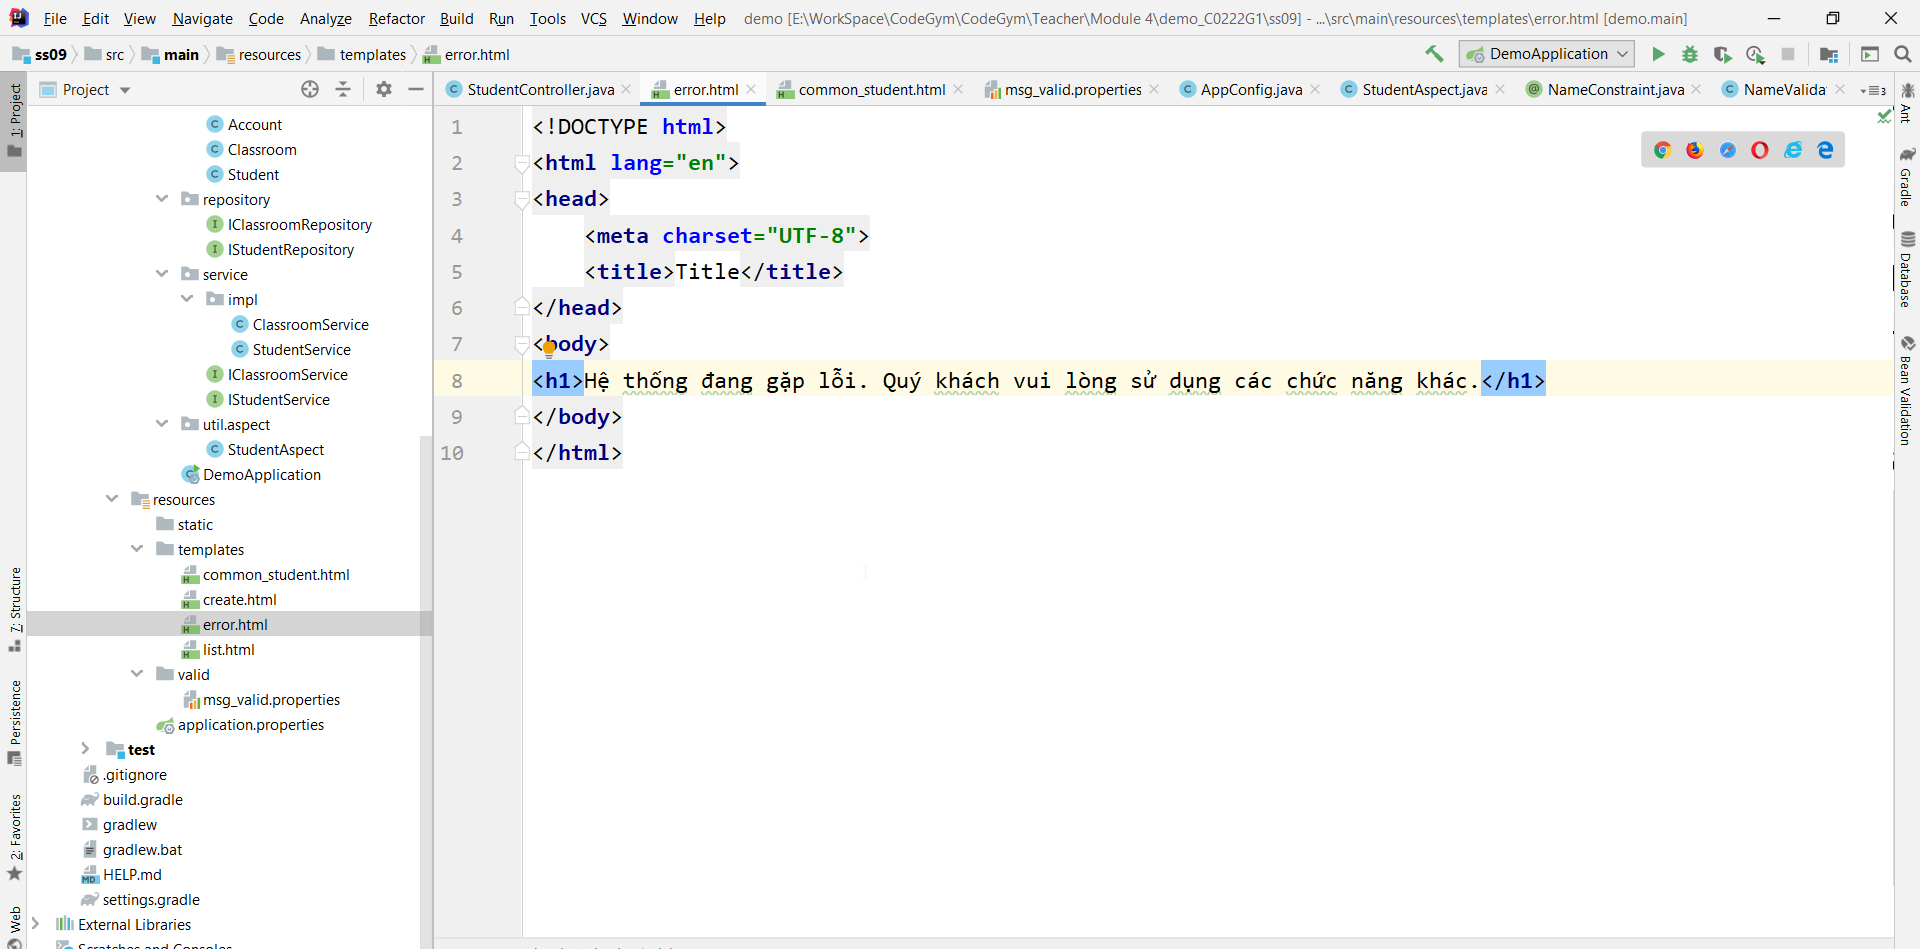 File Edit View Navigate Code Analyze Refactor Build Run Tools VCS Window Help demo [E:\WorkSpace\CodeGym\CodeGym\Teacher\Module 4\demo_C0222G1\ss09] - ...\src\main\resources\templates\error.html [demo.main]
ss09 src main resources templates error.html DemoApplication
Project
StudentController.java error.html common_student.html msg_valid.properties AppConfig.java StudentAspect.java NameConstraint.java NameValida 3
1: Project
7: Structure
Persistence
2: Favorites
Web
Account
Classroom
Student
repository
IClassroomRepository
IStudentRepository
service
impl
ClassroomService
StudentService
IClassroomService
IStudentService
util.aspect
StudentAspect
DemoApplication
resources
static
templates
common_student.html
create.html
error.html
list.html
valid
msg_valid.properties
application.properties
test
.gitignore
build.gradle
gradlew
gradlew.bat
HELP.md
settings.gradle
External Libraries
Scratches and Consoles
1 <!DOCTYPE html>
2 <html lang="en">
3 <head>
4 <meta charset="UTF-8">
5 <title>Title</title>
6 </head>
7 <body>
8 <h1>Hệ thống đang gặp lỗi. Quý khách vui lòng sử dụng các chức năng khác.</h1>
9 </body>
10 </html>
Ant
Gradle
Database
Bean Validation